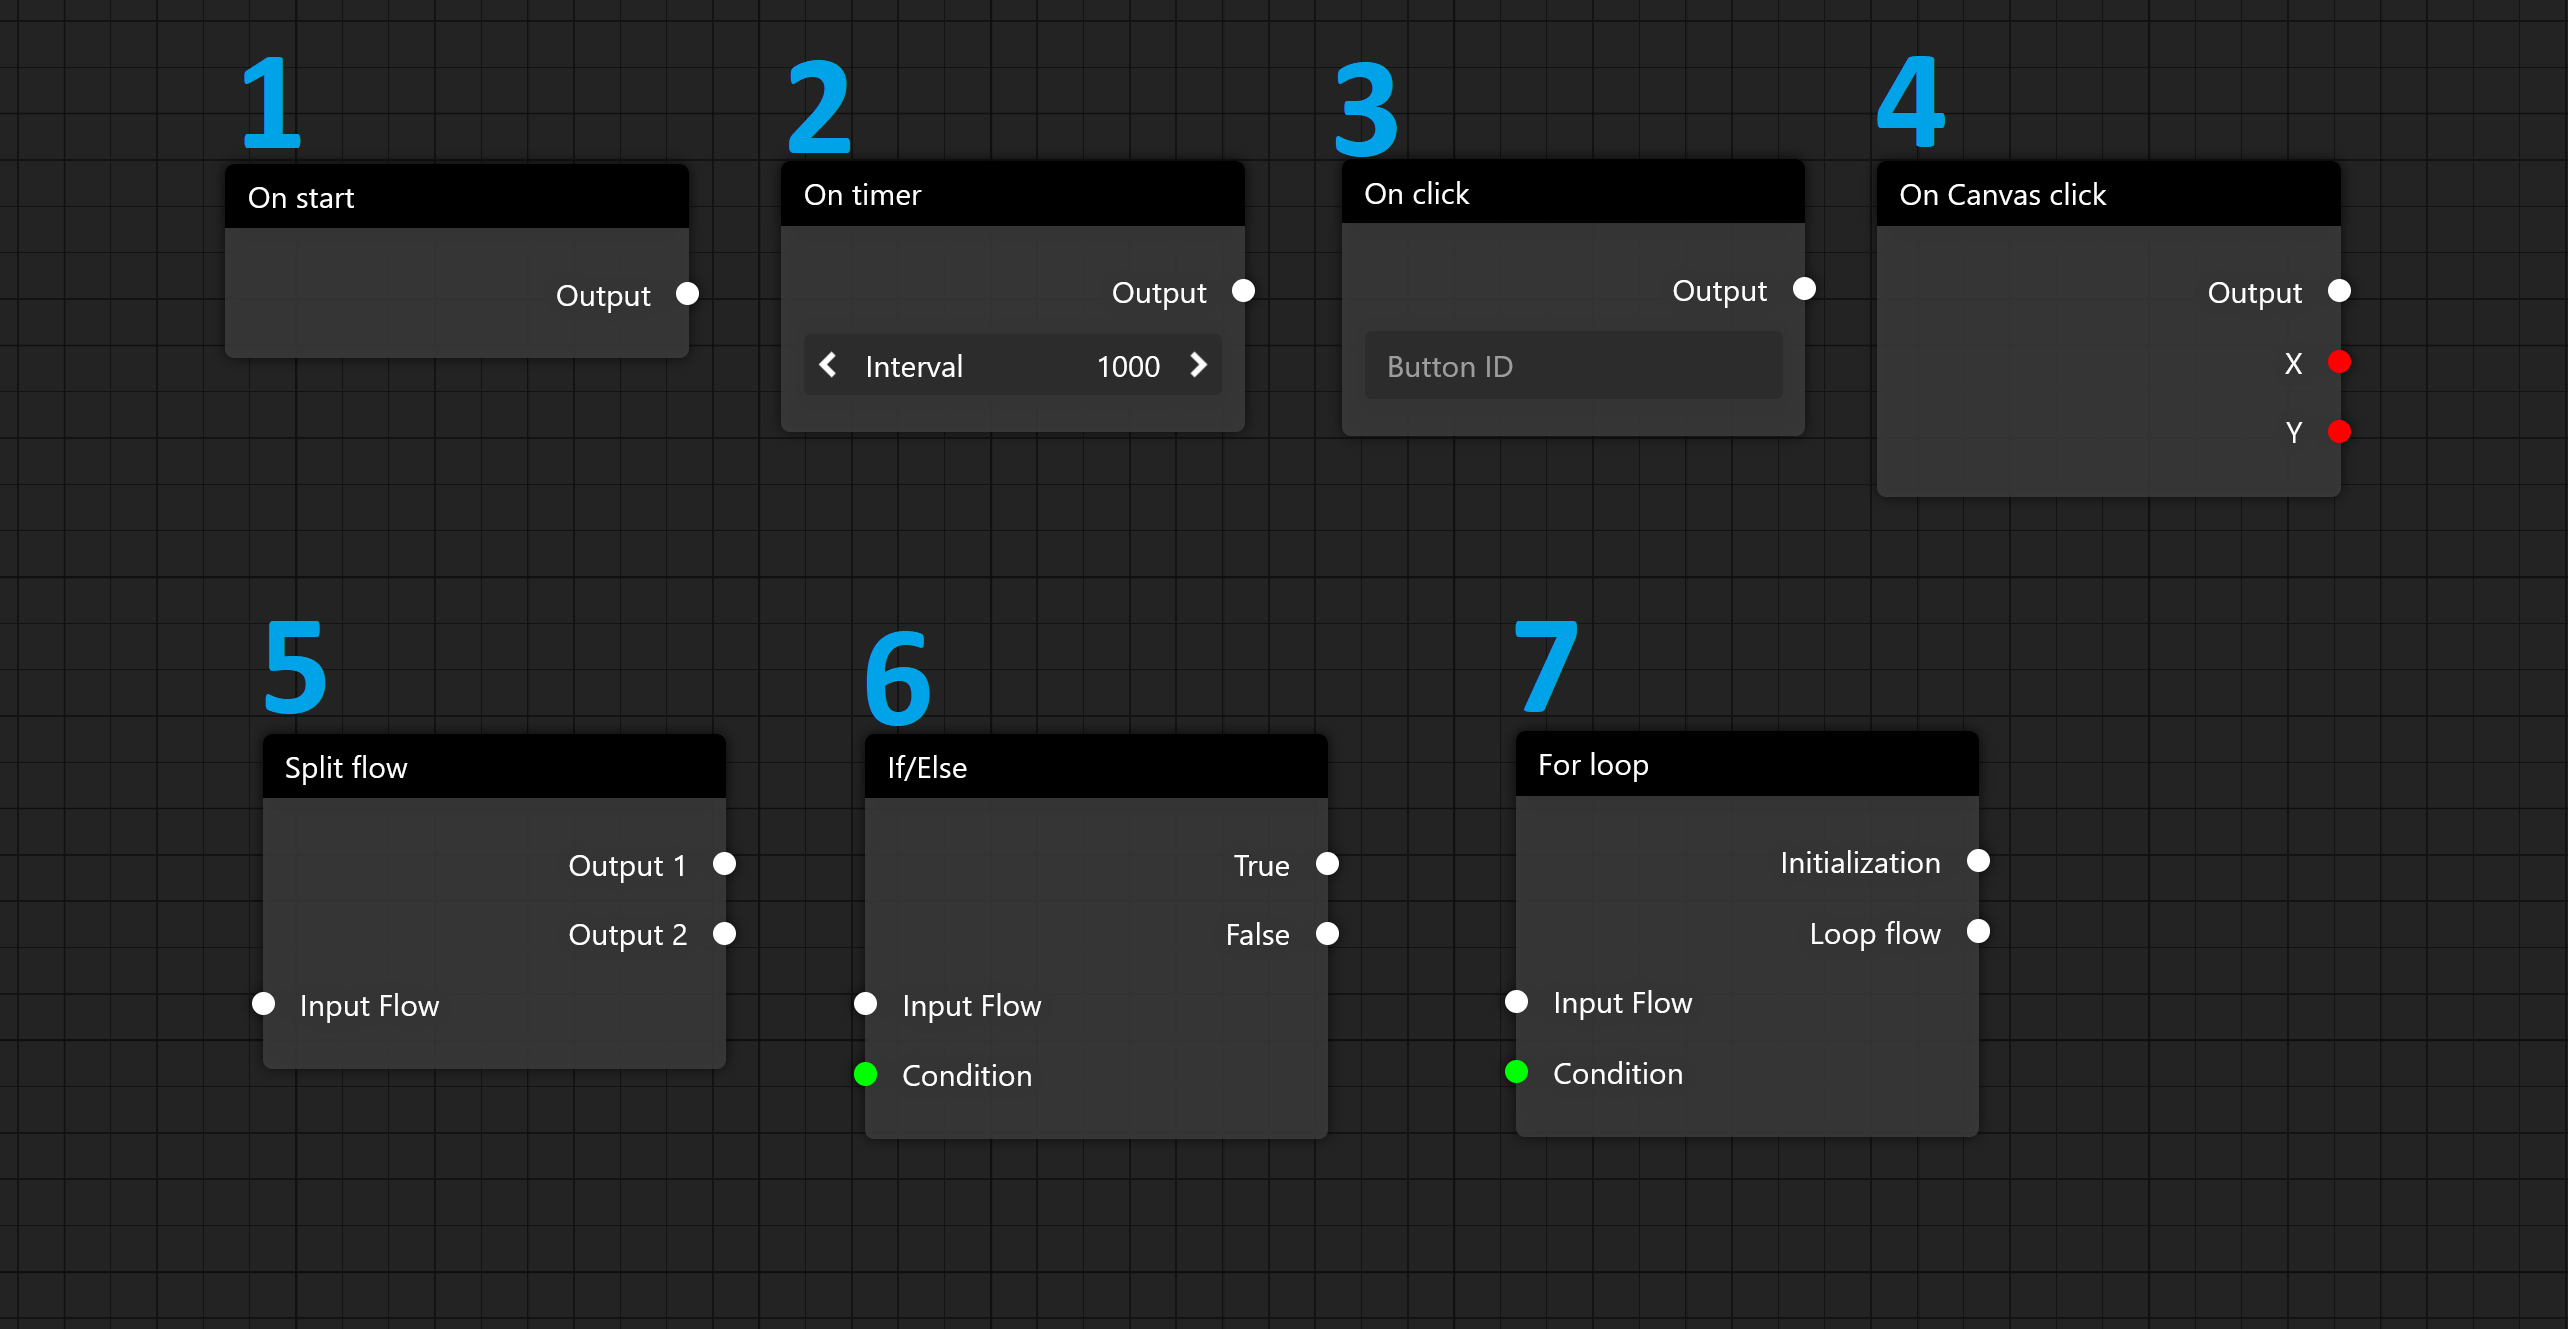 1
On start
Output
2
On timer
Output
Interval 1000
3
On click
Output
Button ID
4
On Canvas click
Output
X
Y
5
Split flow
Output 1
Output 2
Input Flow
6
If/Else
True
False
Input Flow
Condition
7
For loop
Initialization
Loop flow
Input Flow
Condition